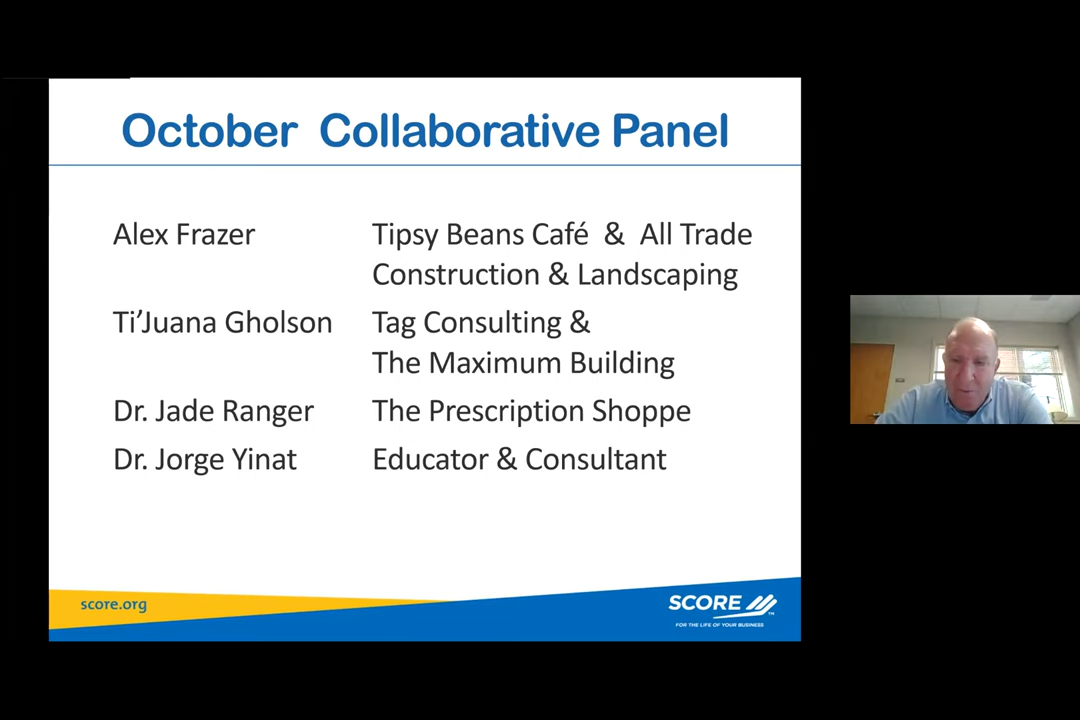 October Collaborative Panel
Alex Frazer Tipsy Beans Café & All Trade
Construction & Landscaping
Ti’Juana Gholson Tag Consulting &
The Maximum Building
Dr. Jade Ranger The Prescription Shoppe
Dr. Jorge Yinat Educator & Consultant
score.org
SCORE TM
FOR THE LIFE OF YOUR BUSINESS